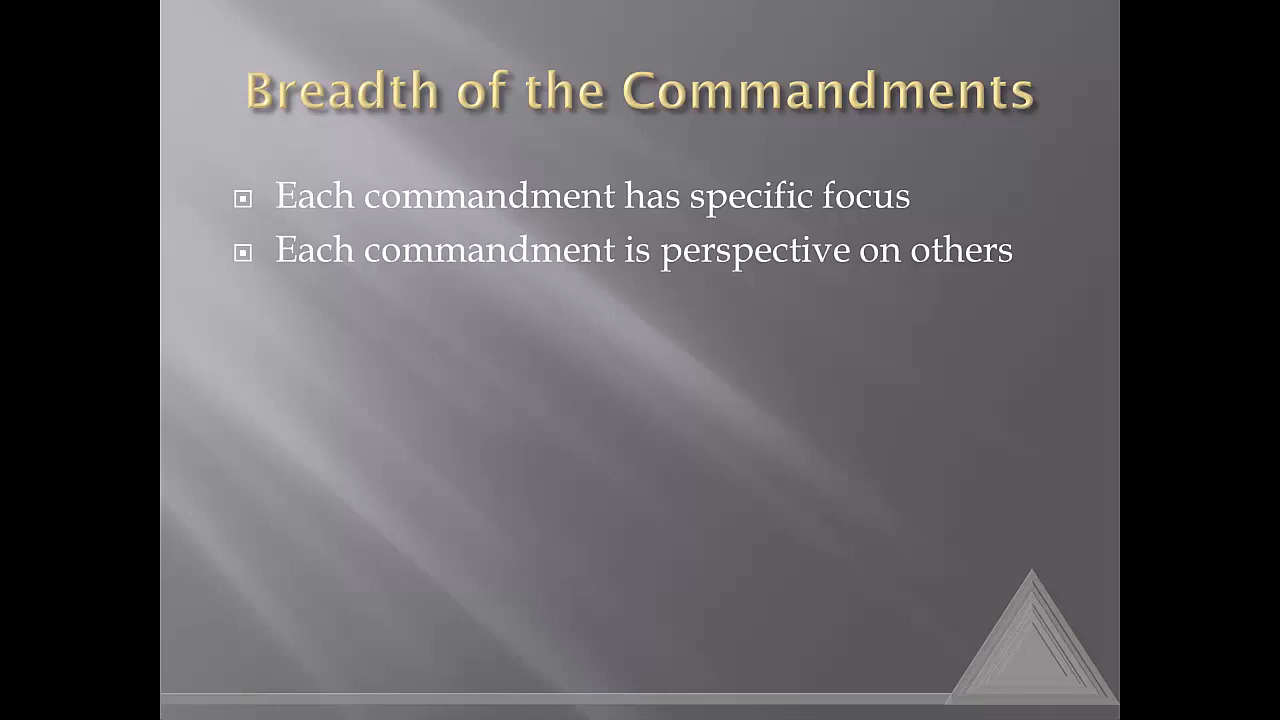 Breadth of the Commandments
Each commandment has specific focus
Each commandment is perspective on others